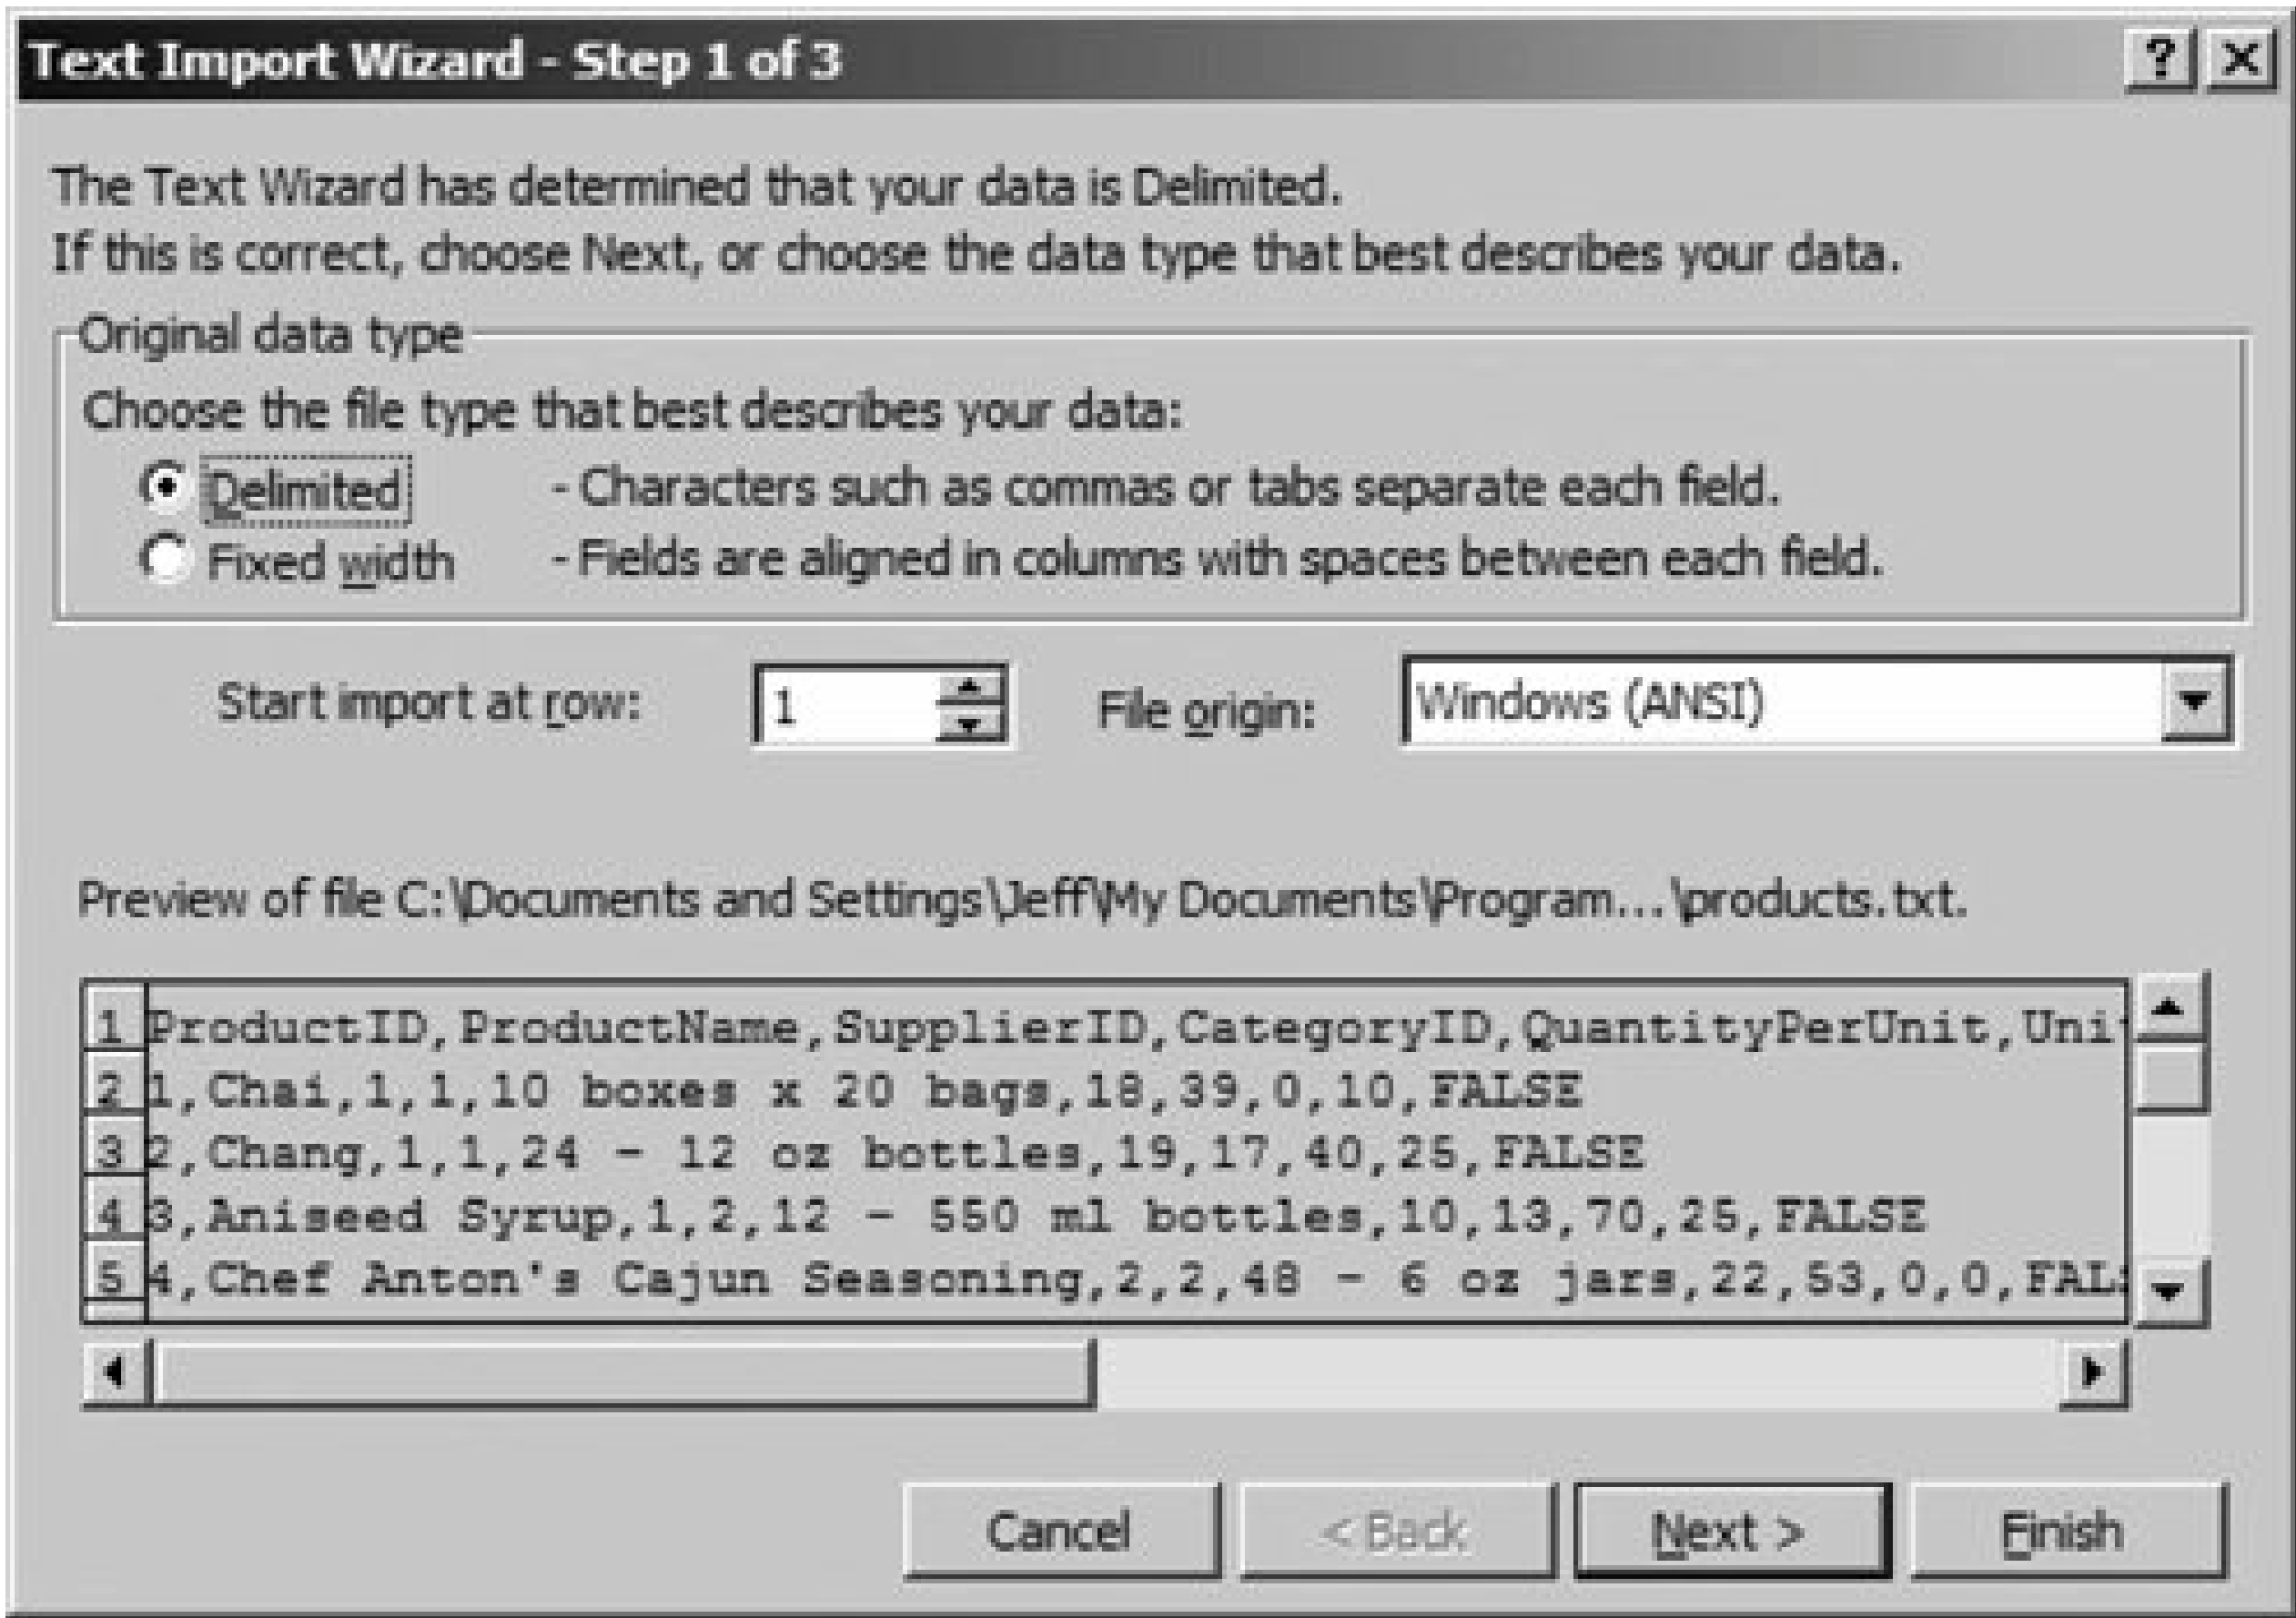 Text Import Wizard - Step 1 of 3
The Text Wizard has determined that your data is Delimited.
If this is correct, choose Next, or choose the data type that best describes your data.
Original data type
Choose the file type that best describes your data:
Delimited - Characters such as commas or tabs separate each field.
Fixed width - Fields are aligned in columns with spaces between each field.
Start import at row: 1 File origin: Windows (ANSI)
Preview of file C:\Documents and Settings\Jeff\My Documents\Program...\products.txt.
1 ProductID,ProductName,SupplierID,CategoryID,QuantityPerUnit,Uni
2 1,Chai,1,1,10 boxes x 20 bags,18,39,0,10,FALSE
3 2,Chang,1,1,24 - 12 oz bottles,19,17,40,25,FALSE
4 3,Aniseed Syrup,1,2,12 - 550 ml bottles,10,13,70,25,FALSE
5 4,Chef Anton's Cajun Seasoning,2,2,48 - 6 oz jars,22,53,0,0,FAL
Cancel < Back Next > Finish